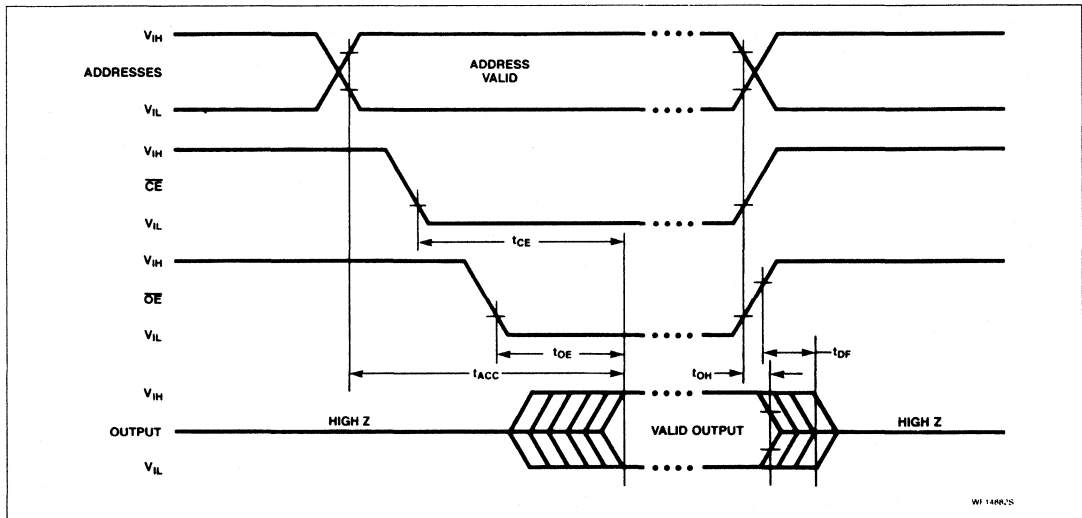 VIH
ADDRESSES
ADDRESS
VALID
VIL
VIH
CE
VIL
tCE
VIH
OE
VIL
tOE
tDF
tACC
tOH
VIH
HIGH Z
OUTPUT
VALID OUTPUT
HIGH Z
VIL